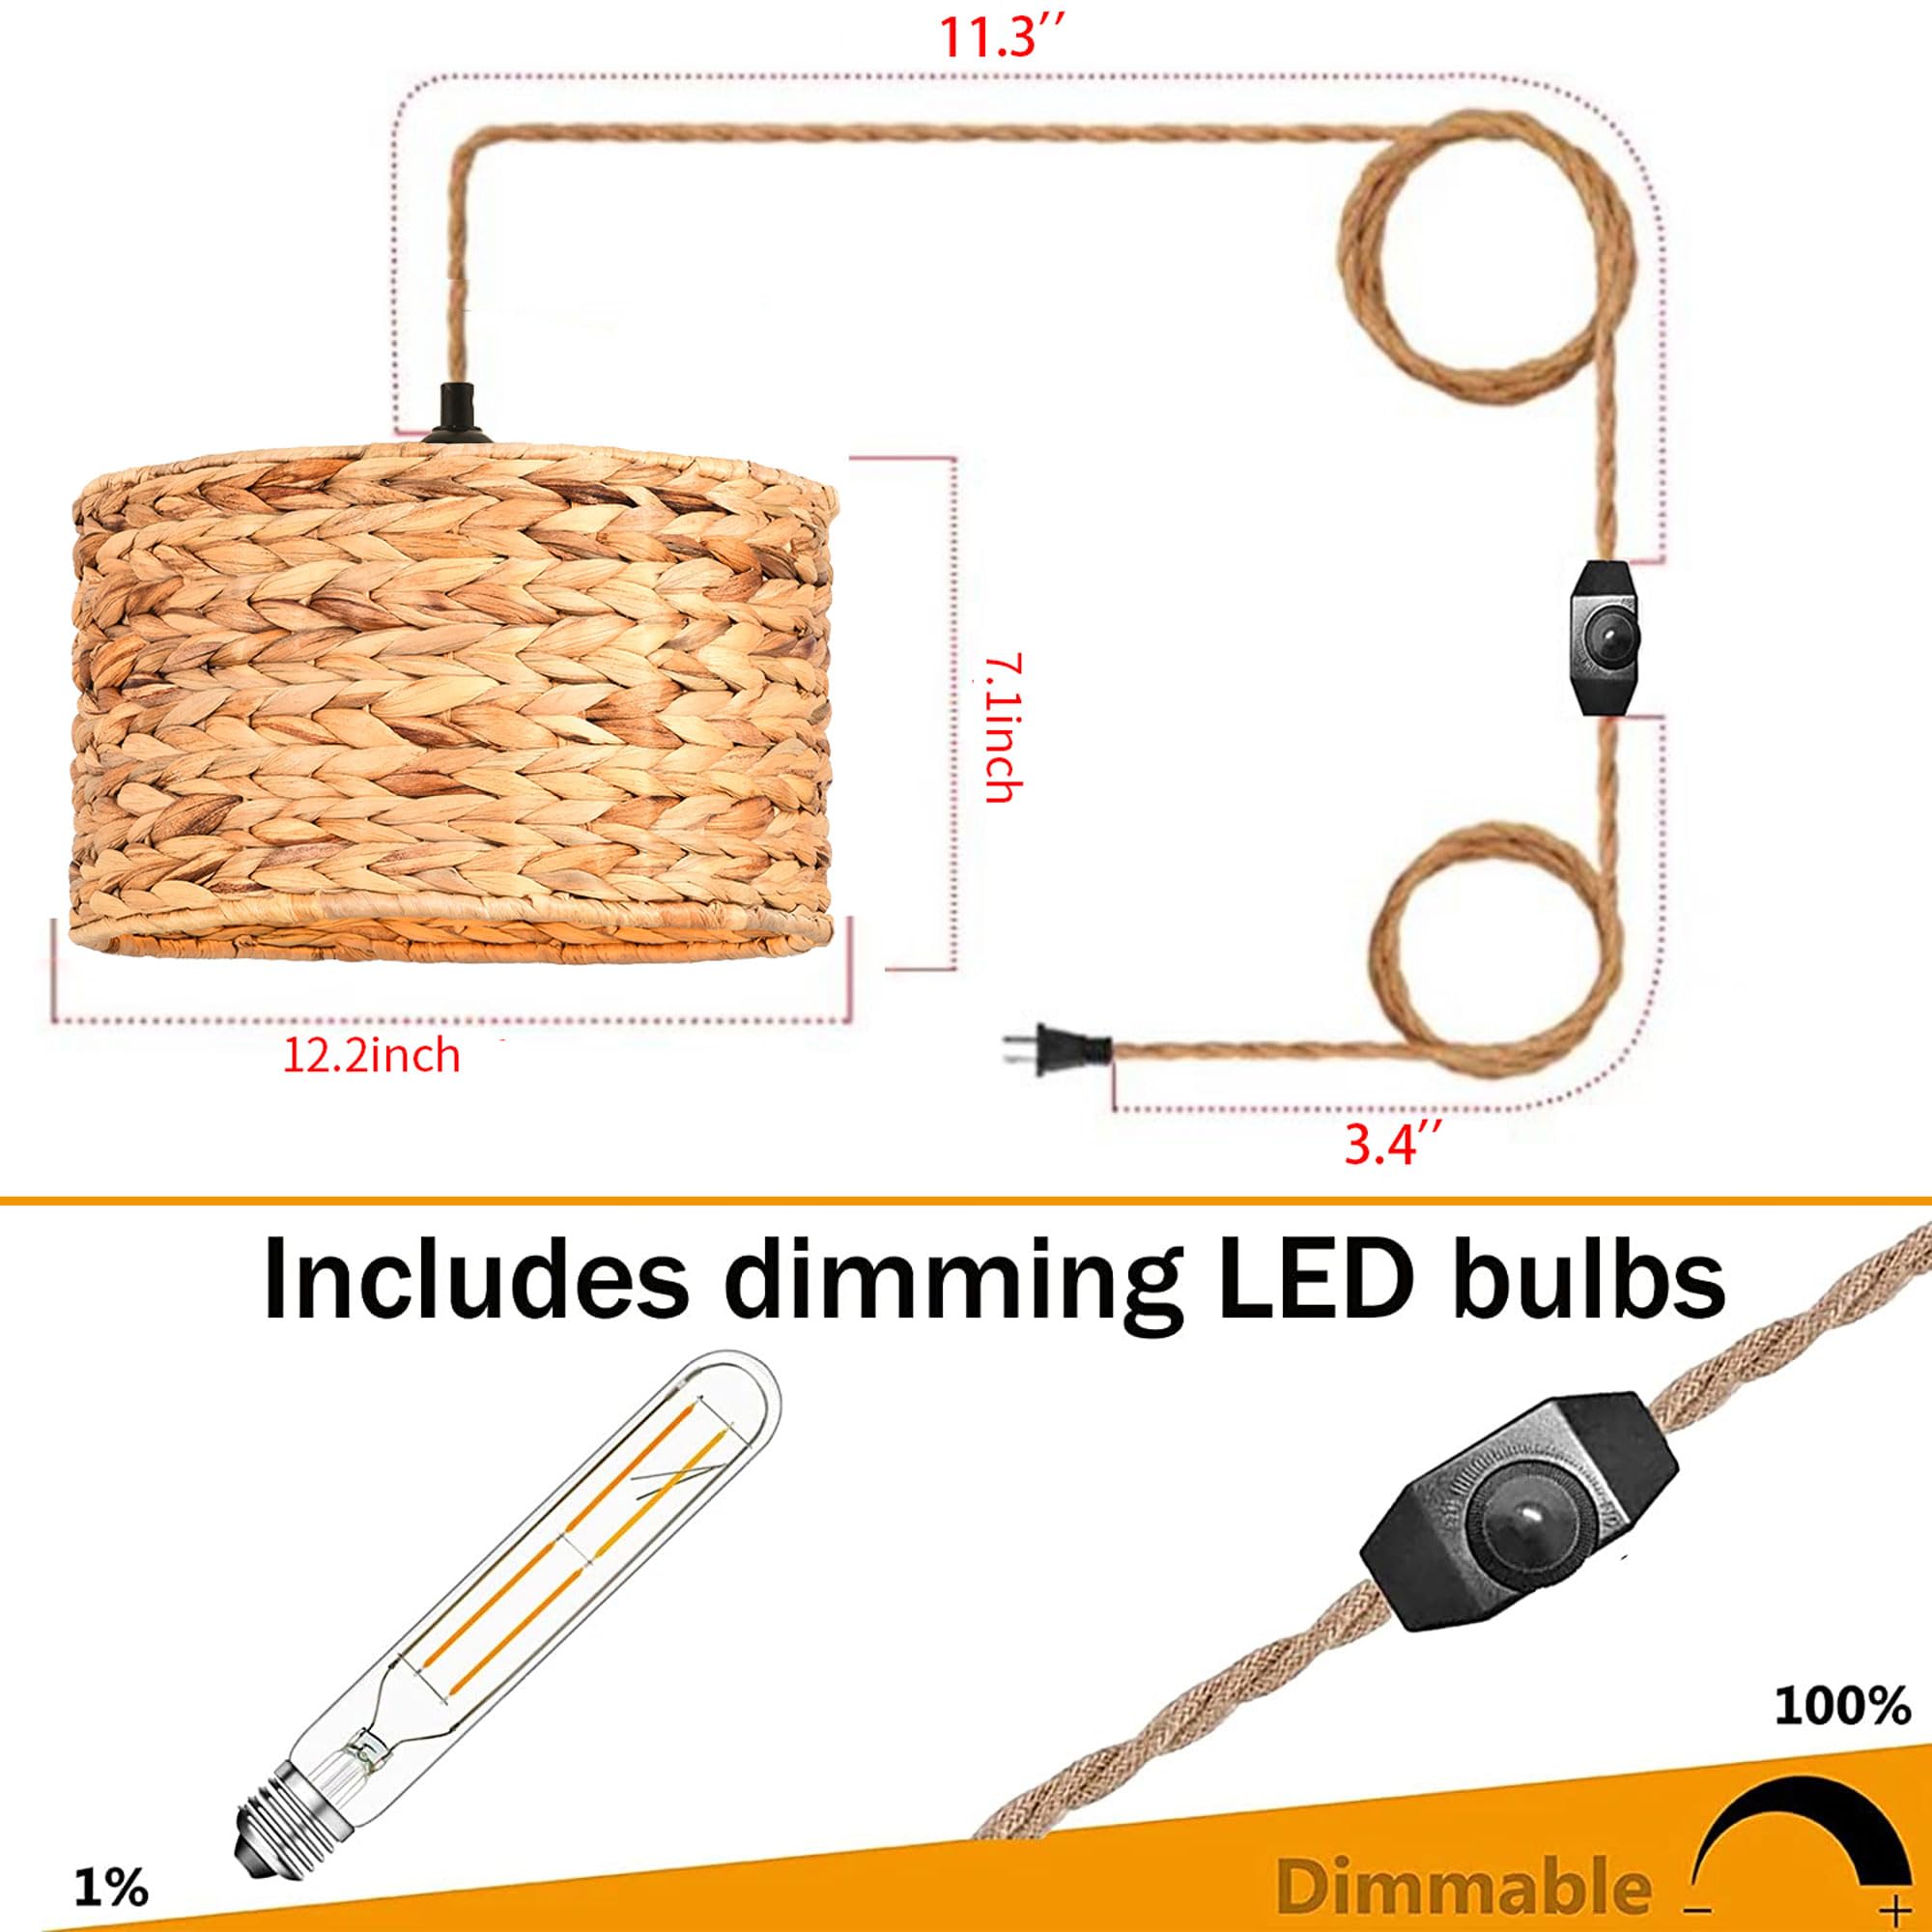 11.3′′
7.1inch
12.2inch
3.4′′
Includes dimming LED bulbs
100%
1%
Dimmable
− +